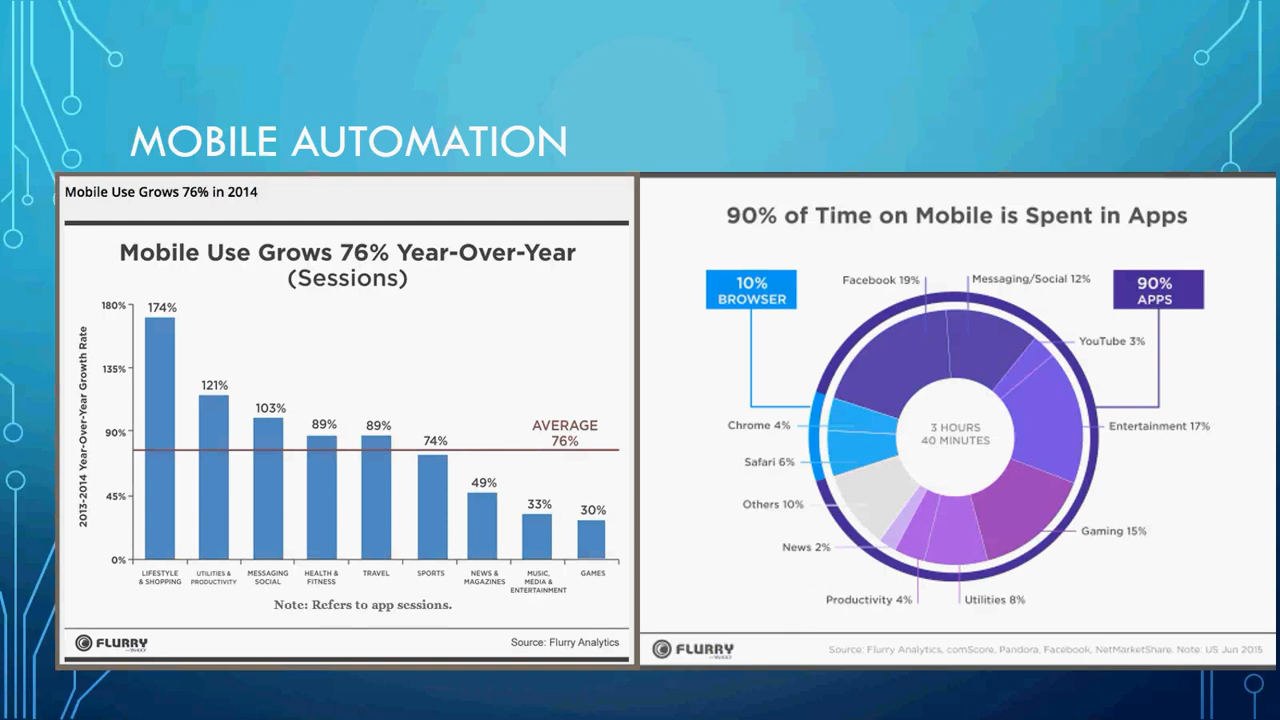 MOBILE AUTOMATION
Mobile Use Grows 76% in 2014
Mobile Use Grows 76% Year-Over-Year
(Sessions)
2013-2014 Year-Over-Year Growth Rate
180%
135%
90%
45%
0%
174%
121%
103%
89%
89%
74%
49%
33%
30%
AVERAGE
76%
LIFESTYLE
& SHOPPING
UTILITIES &
PRODUCTIVITY
MESSAGING
SOCIAL
HEALTH &
FITNESS
TRAVEL
SPORTS
NEWS &
MAGAZINES
MUSIC,
MEDIA &
ENTERTAINMENT
GAMES
Note: Refers to app sessions.
FLURRY
from YAHOO!
Source: Flurry Analytics
90% of Time on Mobile is Spent in Apps
10%
BROWSER
90%
APPS
Facebook 19%
Messaging/Social 12%
YouTube 3%
Entertainment 17%
Gaming 15%
Utilities 8%
Productivity 4%
News 2%
Others 10%
Safari 6%
Chrome 4%
3 HOURS
40 MINUTES
FLURRY
from YAHOO!
Source: Flurry Analytics, comScore, Pandora, Facebook, NetMarketShare. Note: US Jun 2015